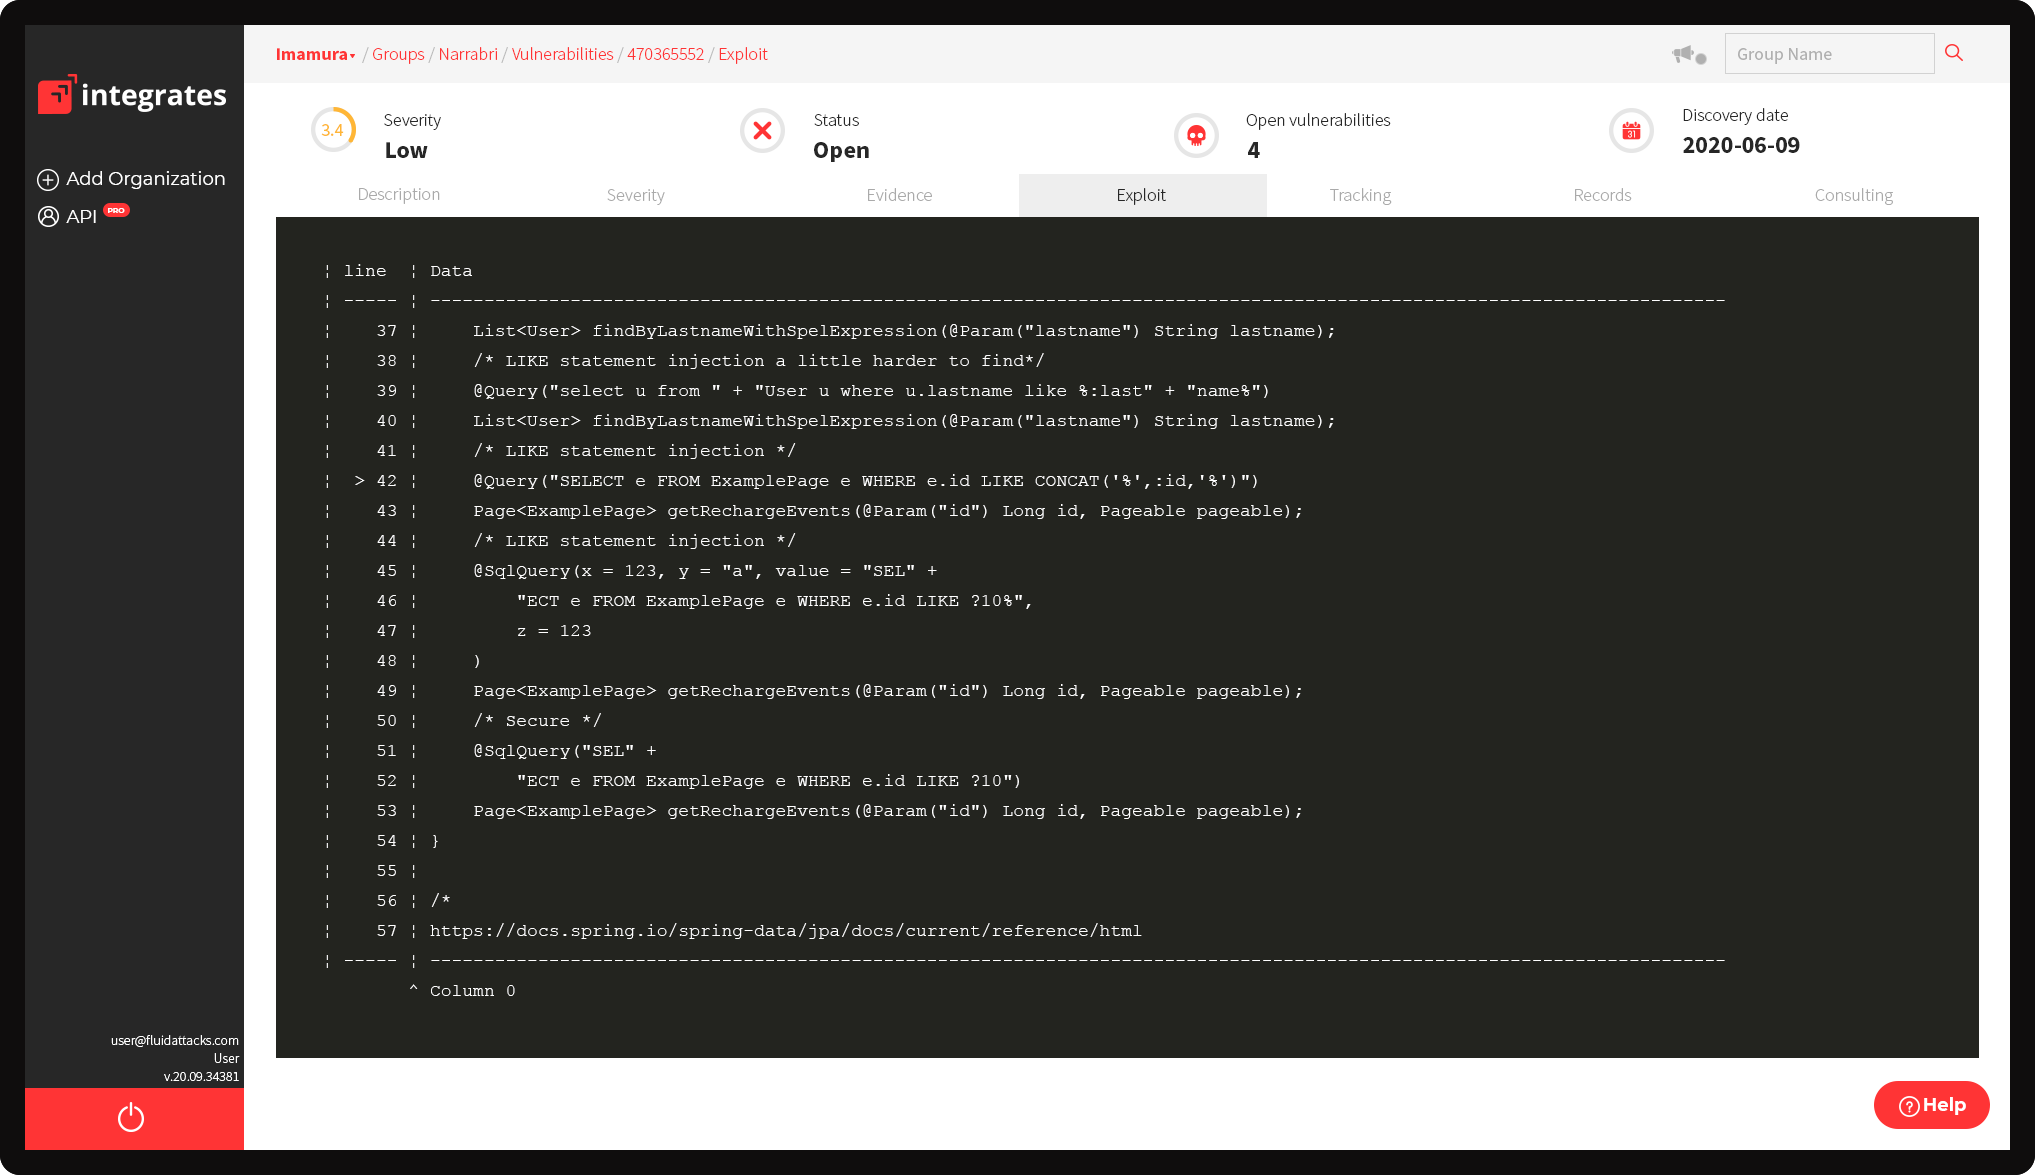 Imamura / Groups / Narrabri / Vulnerabilities / 470365552 / Exploit
Group Name
integrates
Add Organization
API PRO
3.4
Severity
Low
Status
Open
Open vulnerabilities
4
31
Discovery date
2020-06-09
Description
Severity
Evidence
Exploit
Tracking
Records
Consulting
¦ line  ¦ Data
¦ ----- ¦ ------------------------------------------------------------------------------------------------------------------------
¦    37 ¦     List<User> findByLastnameWithSpelExpression(@Param("lastname") String lastname);
¦    38 ¦     /* LIKE statement injection a little harder to find*/
¦    39 ¦     @Query("select u from " + "User u where u.lastname like %:last" + "name%")
¦    40 ¦     List<User> findByLastnameWithSpelExpression(@Param("lastname") String lastname);
¦    41 ¦     /* LIKE statement injection */
¦  > 42 ¦     @Query("SELECT e FROM ExamplePage e WHERE e.id LIKE CONCAT('%',:id,'%')")
¦    43 ¦     Page<ExamplePage> getRechargeEvents(@Param("id") Long id, Pageable pageable);
¦    44 ¦     /* LIKE statement injection */
¦    45 ¦     @SqlQuery(x = 123, y = "a", value = "SEL" +
¦    46 ¦         "ECT e FROM ExamplePage e WHERE e.id LIKE ?10%",
¦    47 ¦         z = 123
¦    48 ¦     )
¦    49 ¦     Page<ExamplePage> getRechargeEvents(@Param("id") Long id, Pageable pageable);
¦    50 ¦     /* Secure */
¦    51 ¦     @SqlQuery("SEL" +
¦    52 ¦         "ECT e FROM ExamplePage e WHERE e.id LIKE ?10")
¦    53 ¦     Page<ExamplePage> getRechargeEvents(@Param("id") Long id, Pageable pageable);
¦    54 ¦ }
¦    55 ¦
¦    56 ¦ /*
¦    57 ¦ https://docs.spring.io/spring-data/jpa/docs/current/reference/html
¦ ----- ¦ ------------------------------------------------------------------------------------------------------------------------
        ^ Column 0
user@fluidattacks.com
User
v.20.09.34381
? Help